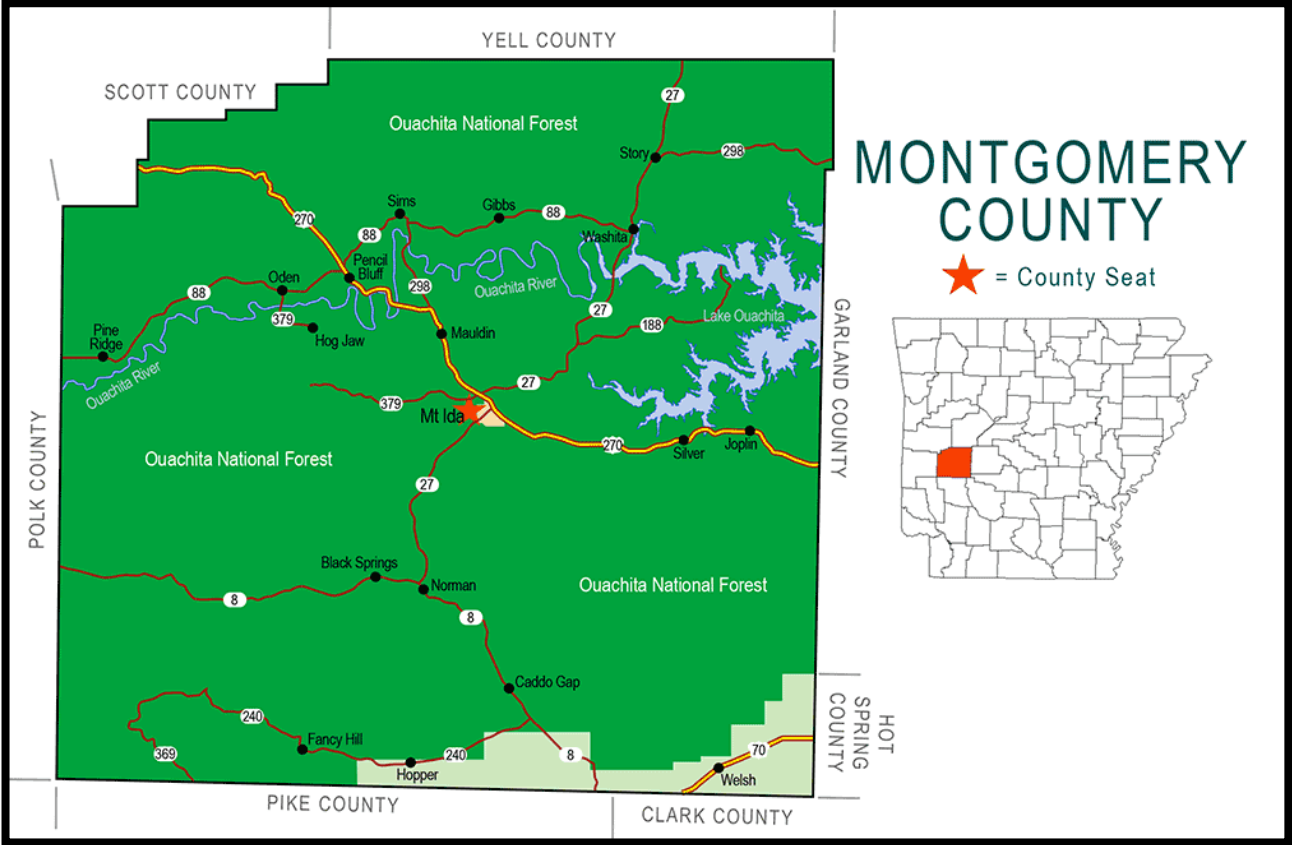 YELL COUNTY
SCOTT COUNTY
27
Ouachita National Forest
Story
298
MONTGOMERY
COUNTY
= County Seat
270
Sims
Gibbs
88
88
Washita
Pencil
Bluff
Oden
88
298
Ouachita River
27
188
Lake Ouachita
379
Hog Jaw
Mauldin
Pine
Ridge
Ouachita River
GARLAND COUNTY
27
379
Mt Ida
270
Silver
Joplin
POLK COUNTY
Ouachita National Forest
27
Black Springs
Norman
Ouachita National Forest
8
8
Caddo Gap
240
Fancy Hill
369
240
Hopper
8
70
Welsh
HOT
SPRING
COUNTY
PIKE COUNTY
CLARK COUNTY